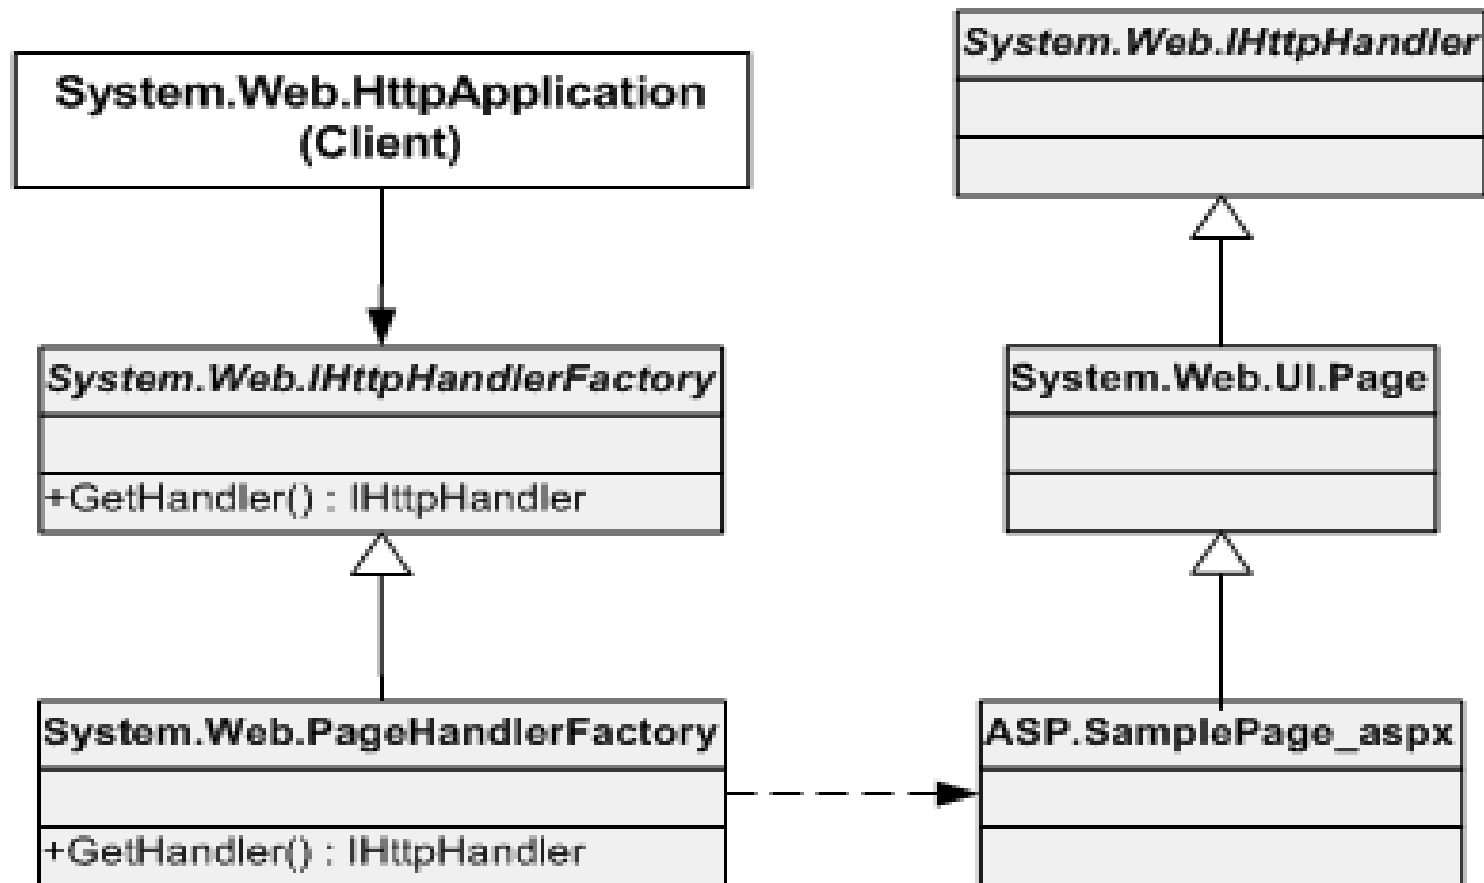 System.Web.HttpApplication
(Client)
System.Web.IHttpHandler
System.Web.IHttpHandlerFactory
+GetHandler() : IHttpHandler
System.Web.UI.Page
System.Web.PageHandlerFactory
+GetHandler() : IHttpHandler
ASP.SamplePage_aspx